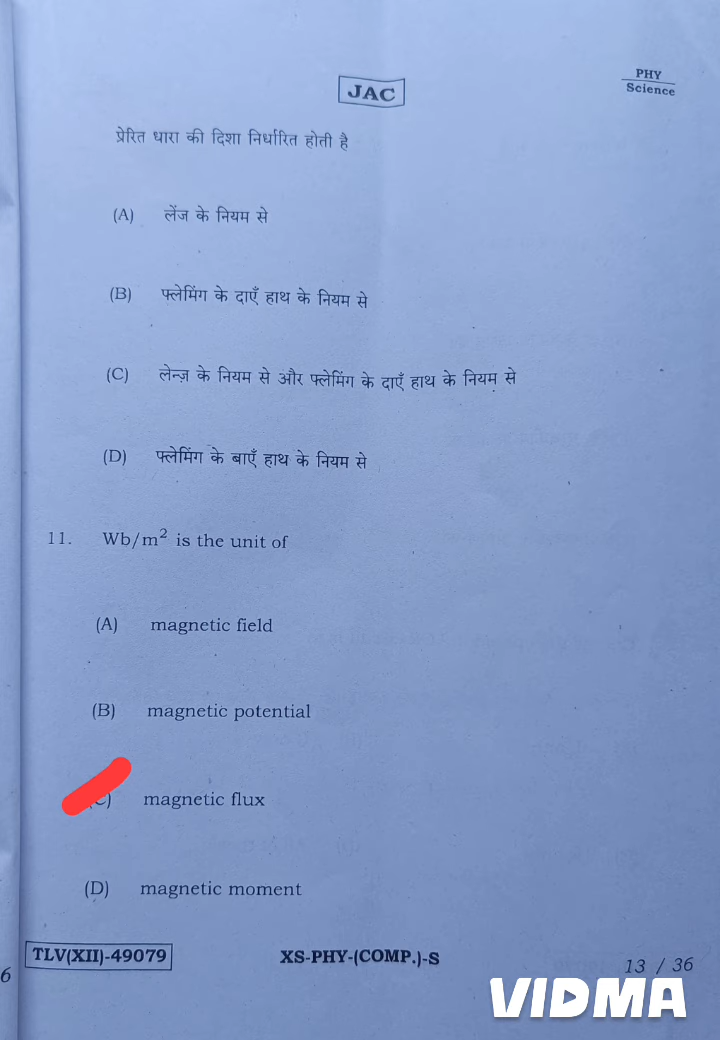 PHY
Science
JAC
प्रेरित धारा की दिशा निर्धारित होती है
(A) लेंज के नियम से
(B) फ्लेमिंग के दाएँ हाथ के नियम से
(C) लेन्ज़ के नियम से और फ्लेमिंग के दाएँ हाथ के नियम से
(D) फ्लेमिंग के बाएँ हाथ के नियम से
11. Wb/m² is the unit of
(A) magnetic field
(B) magnetic potential
(C) magnetic flux
(D) magnetic moment
TLV(XII)-49079 XS-PHY-(COMP.)-S 13 / 36
6
VIDMA